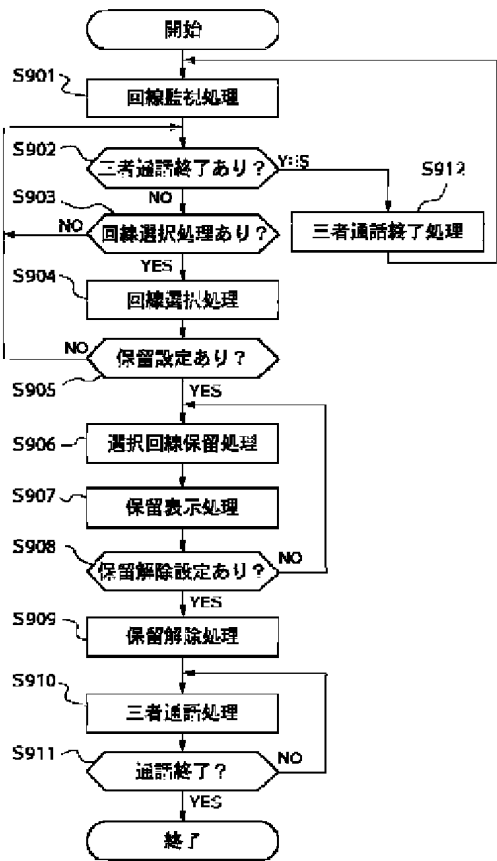 開始
S901
回線監視処理
S902
三者通話終了あり？
YES
S912
三者通話終了処理
NO
S903
回線選択処理あり？
NO
YES
S904
回線選択処理
保留設定あり？
NO
S905
YES
S906
選択回線保留処理
S907
保留表示処理
S908
保留解除設定あり？
NO
YES
S909
保留解除処理
S910
三者通話処理
S911
通話終了？
NO
YES
終了